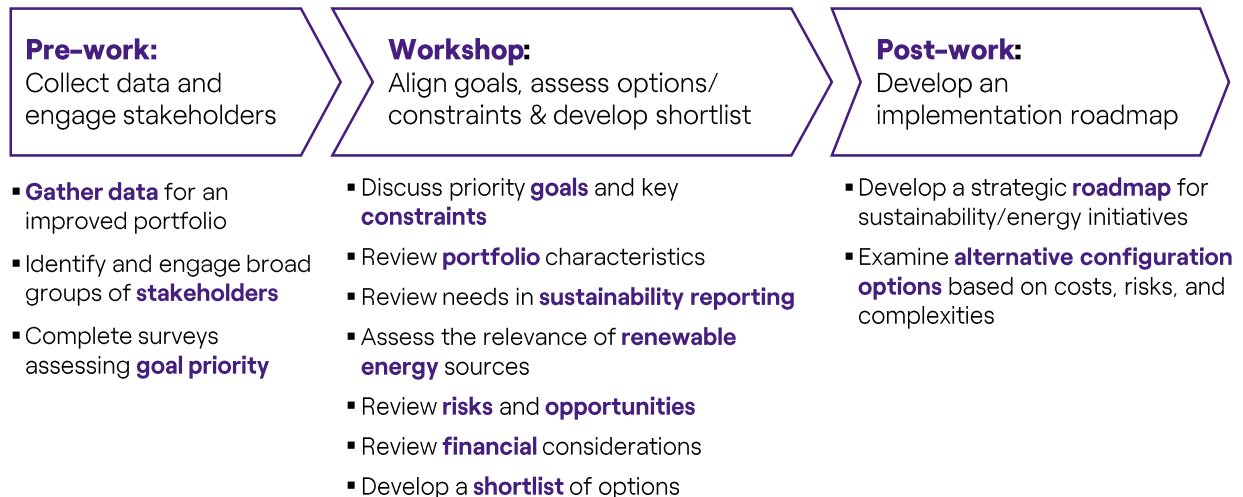 Pre-work:
Collect data and
engage stakeholders
▪ Gather data for an
improved portfolio
▪ Identify and engage broad
groups of stakeholders
▪ Complete surveys
assessing goal priority
Workshop:
Align goals, assess options/
constraints & develop shortlist
▪ Discuss priority goals and key
constraints
▪ Review portfolio characteristics
▪ Review needs in sustainability reporting
▪ Assess the relevance of renewable
energy sources
▪ Review risks and opportunities
▪ Review financial considerations
▪ Develop a shortlist of options
Post-work:
Develop an
implementation roadmap
▪ Develop a strategic roadmap for
sustainability/energy initiatives
▪ Examine alternative configuration
options based on costs, risks, and
complexities